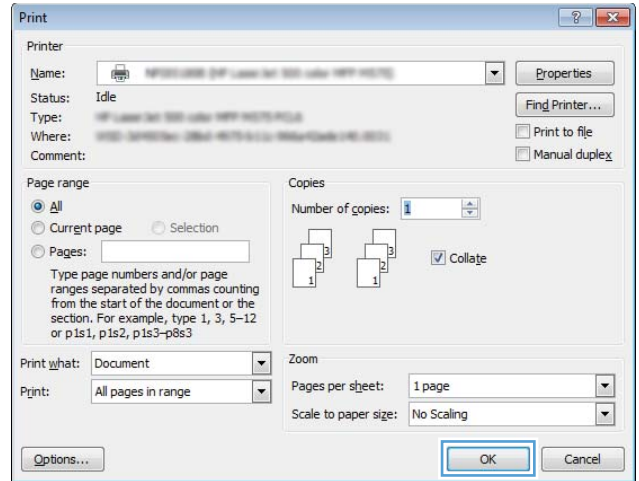 Print
Printer
Name:
Properties
Status: Idle
Find Printer...
Type:
Where:
Print to file
Comment:
Manual duplex
Page range
All
Current page Selection
Pages:
Type page numbers and/or page
ranges separated by commas counting
from the start of the document or the
section. For example, type 1, 3, 5–12
or p1s1, p1s2, p1s3–p8s3
Copies
Number of copies: 1
1 2 3 1 2 3
Collate
Print what: Document
Print: All pages in range
Zoom
Pages per sheet: 1 page
Scale to paper size: No Scaling
Options...
OK
Cancel